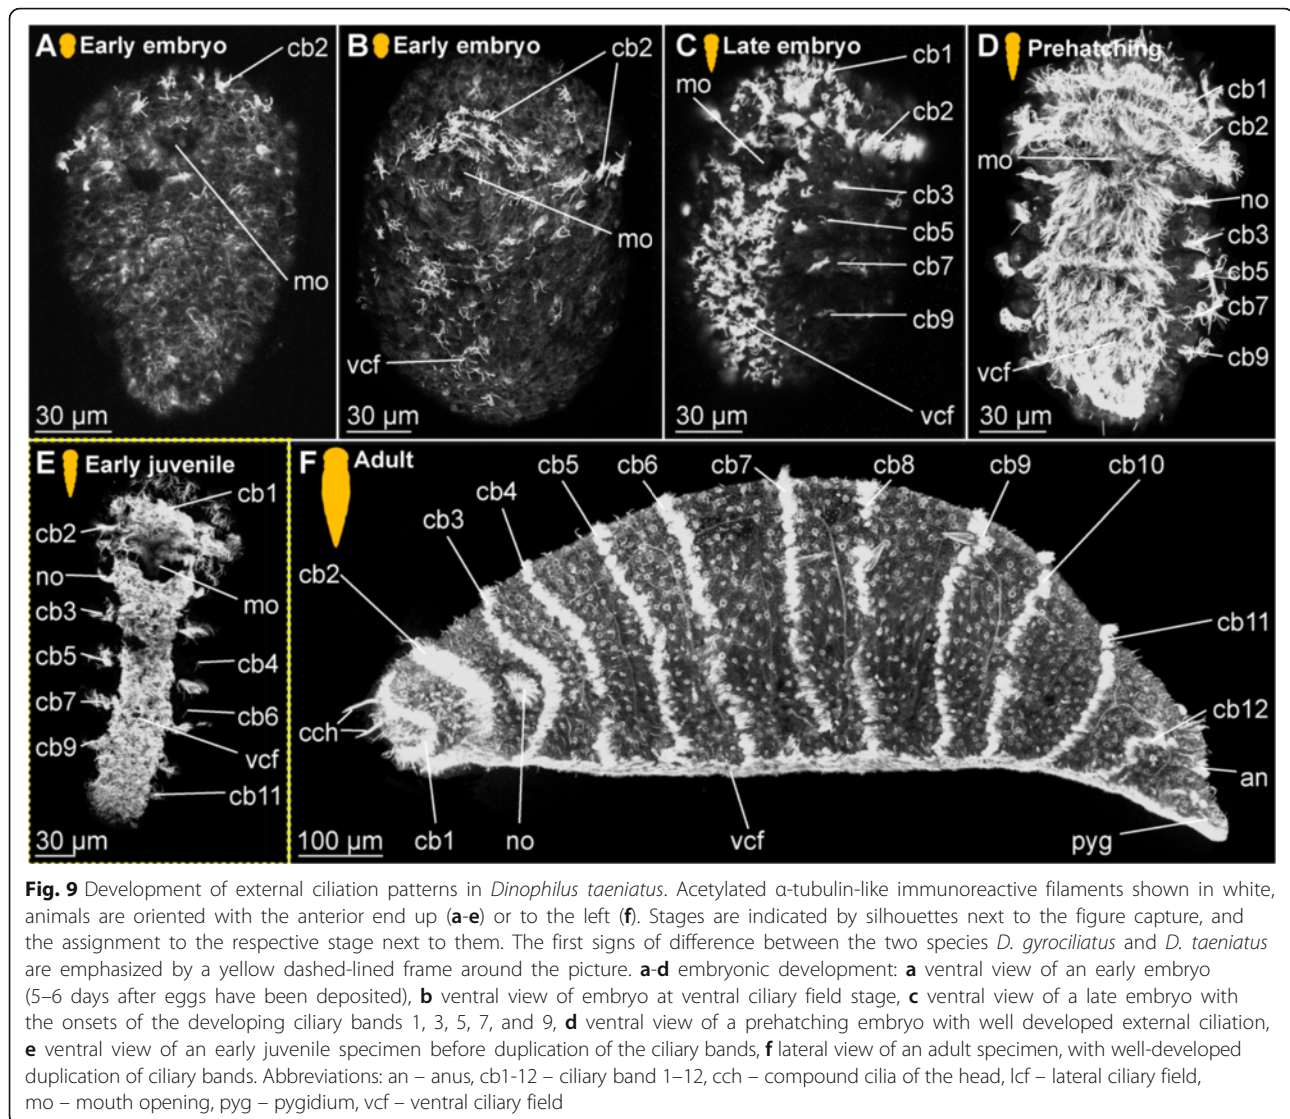 A Early embryo
cb2
mo
30 µm
B Early embryo
cb2
mo
vcf
30 µm
C Late embryo
cb1
mo
cb2
cb3
cb5
cb7
cb9
vcf
30 µm
D Prehatching
cb1
cb2
mo
no
cb3
cb5
cb7
vcf
cb9
30 µm
E Early juvenile
cb1
cb2
no
mo
cb3
cb5
cb4
cb7
cb6
cb9
vcf
cb11
30 µm
F Adult
cb5
cb6
cb7
cb8
cb9
cb10
cb4
cb3
cb2
cb11
cb12
cch
an
cb1
no
vcf
pyg
100 µm
Fig. 9 Development of external ciliation patterns in Dinophilus taeniatus. Acetylated α-tubulin-like immunoreactive filaments shown in white,
animals are oriented with the anterior end up (a-e) or to the left (f). Stages are indicated by silhouettes next to the figure capture, and
the assignment to the respective stage next to them. The first signs of difference between the two species D. gyrociliatus and D. taeniatus
are emphasized by a yellow dashed-lined frame around the picture. a-d embryonic development: a ventral view of an early embryo
(5–6 days after eggs have been deposited), b ventral view of embryo at ventral ciliary field stage, c ventral view of a late embryo with
the onsets of the developing ciliary bands 1, 3, 5, 7, and 9, d ventral view of a prehatching embryo with well developed external ciliation,
e ventral view of an early juvenile specimen before duplication of the ciliary bands, f lateral view of an adult specimen, with well-developed
duplication of ciliary bands. Abbreviations: an – anus, cb1-12 – ciliary band 1–12, cch – compound cilia of the head, lcf – lateral ciliary field,
mo – mouth opening, pyg – pygidium, vcf – ventral ciliary field